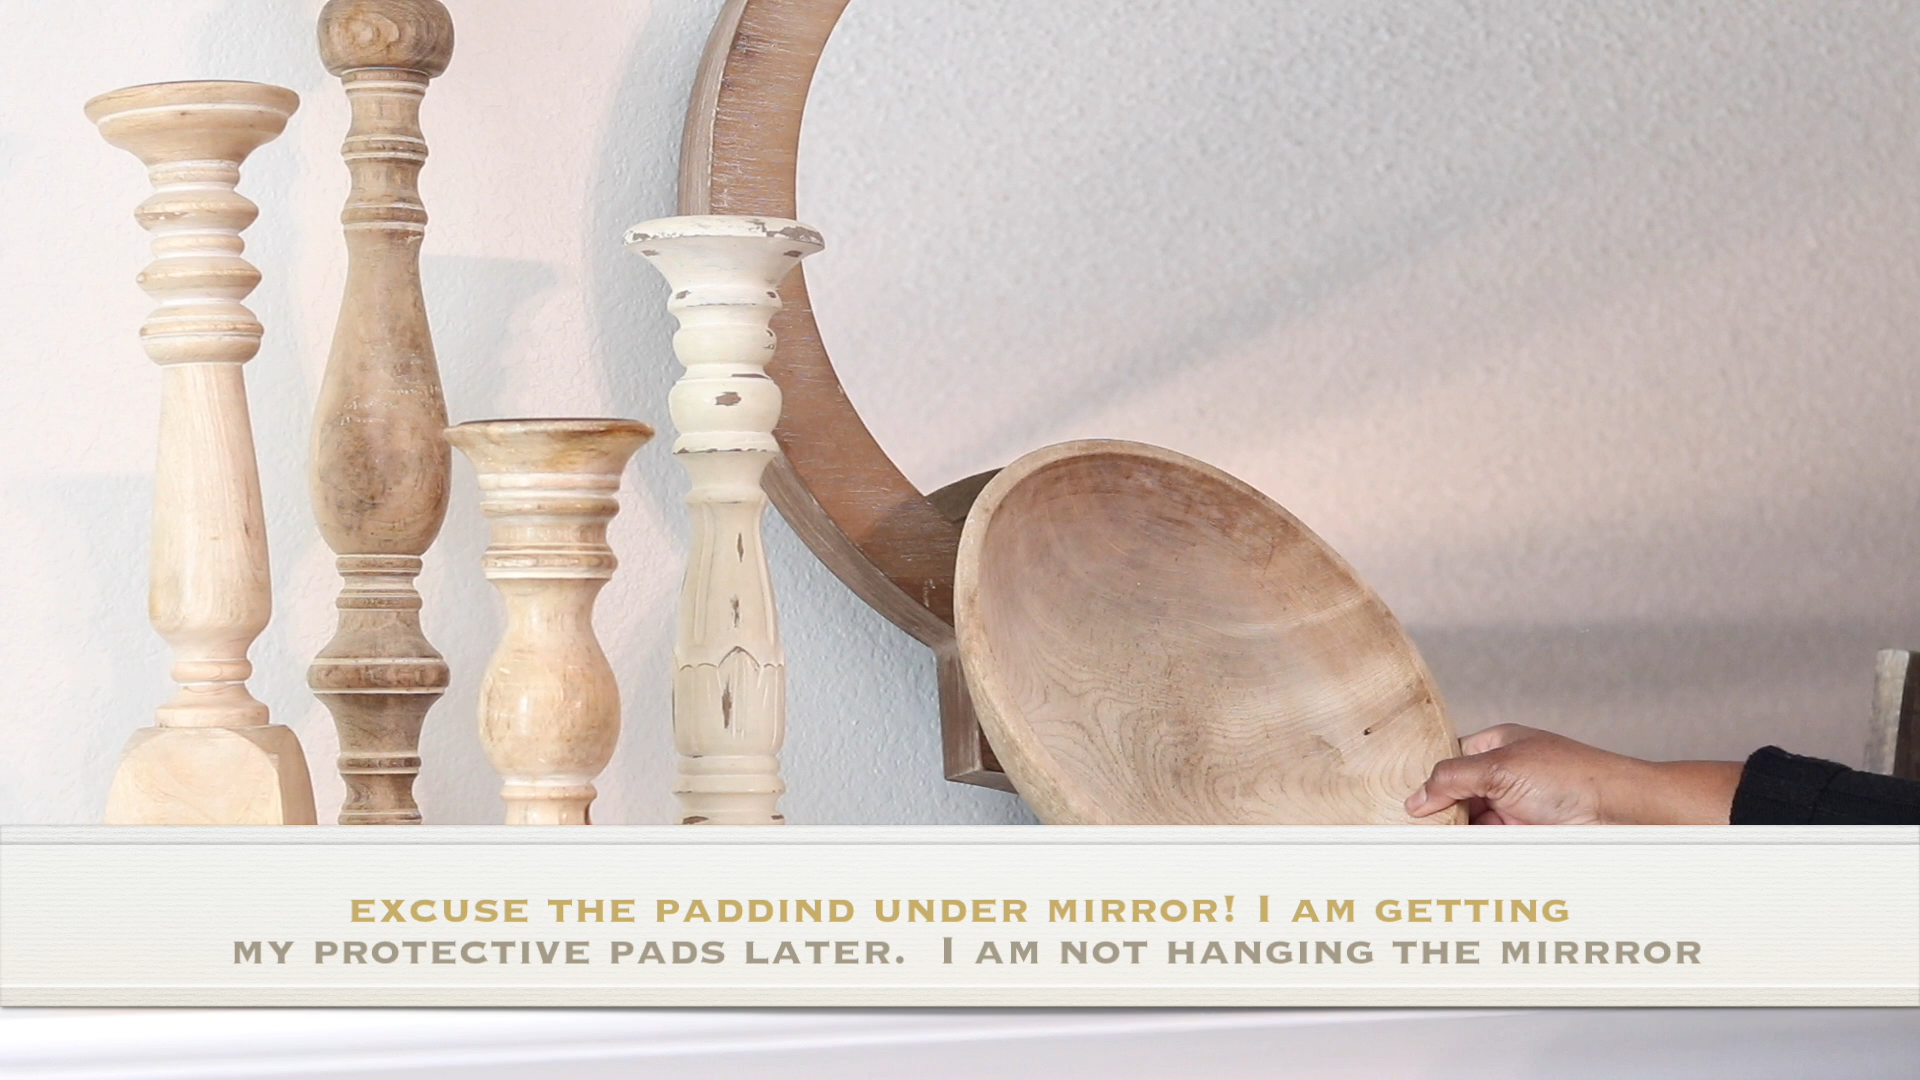 EXCUSE THE PADDIND UNDER MIRROR! I AM GETTING
MY PROTECTIVE PADS LATER.  I AM NOT HANGING THE MIRRROR